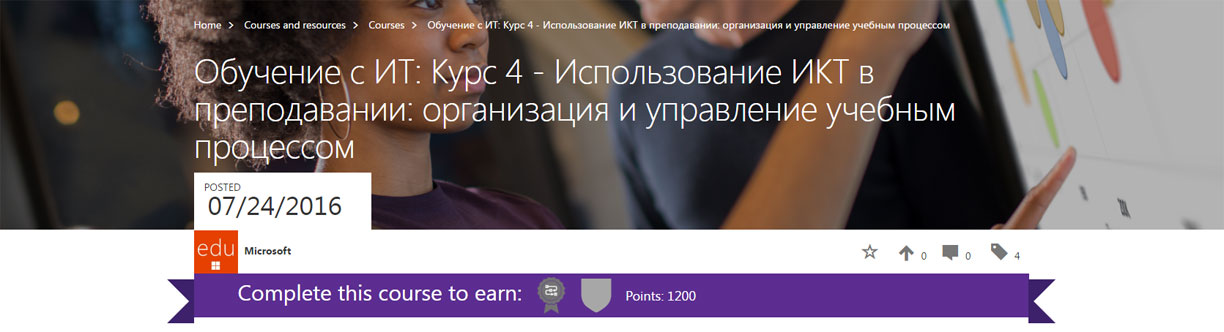 Home > Courses and resources > Courses > Обучение с ИТ: Курс 4 - Использование ИКТ в преподавании: организация и управление учебным процессом
Обучение с ИТ: Курс 4 - Использование ИКТ в
преподавании: организация и управление учебным
процессом
POSTED
07/24/2016
edu
Microsoft
0
0
4
Complete this course to earn:
Points: 1200